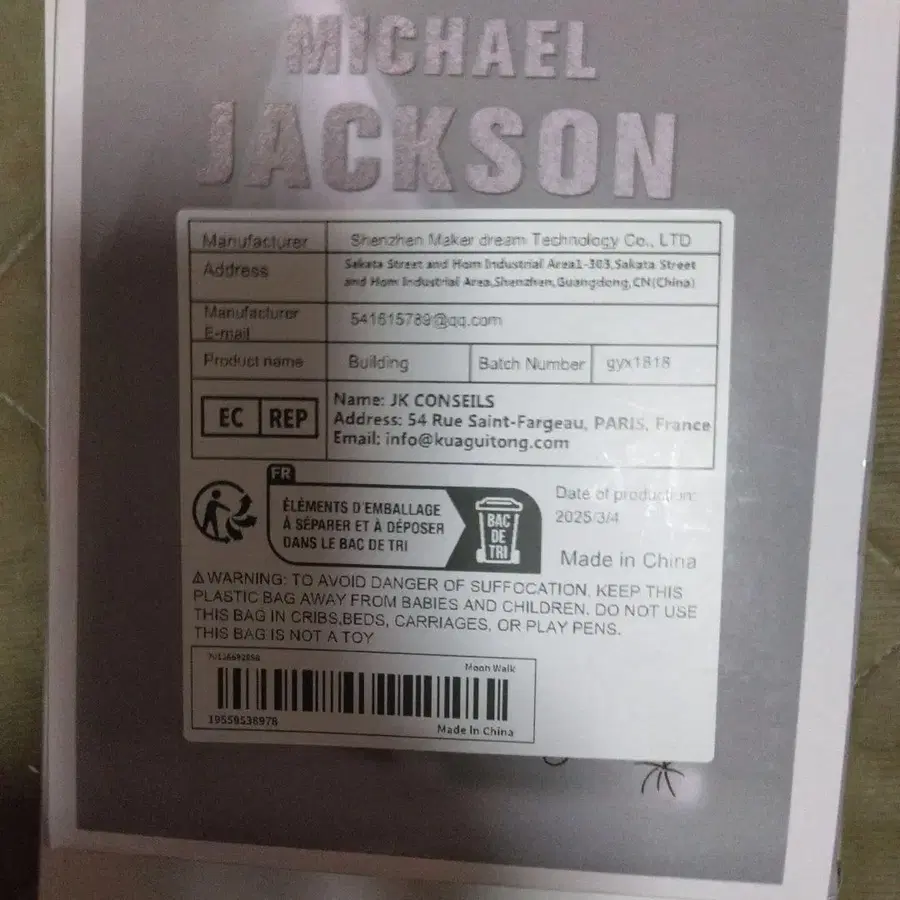 MICHAEL
JACKSON
Manufacturer Shenzhen Maker dream Technology Co., LTD
Address Sakata Street and Hom Industrial Area1-303,Sakata Street
and Hom Industrial Area,Shenzhen,Guangdong,CN(China)
Manufacturer
E-mail 541615789@qq.com
Product name Building Batch Number gyx1818
EC REP Name: JK CONSEILS
Address: 54 Rue Saint-Fargeau, PARIS, France
Email: info@kuaguitong.com
FR
ÉLÉMENTS D'EMBALLAGE
À SÉPARER ET À DÉPOSER
DANS LE BAC DE TRI
BAC
DE
TRI
Date of production:
2025/3/4
Made in China
⚠WARNING: TO AVOID DANGER OF SUFFOCATION, KEEP THIS
PLASTIC BAG AWAY FROM BABIES AND CHILDREN. DO NOT USE
THIS BAG IN CRIBS,BEDS, CARRIAGES, OR PLAY PENS.
THIS BAG IS NOT A TOY
Moon Walk
19559538978
Made In China